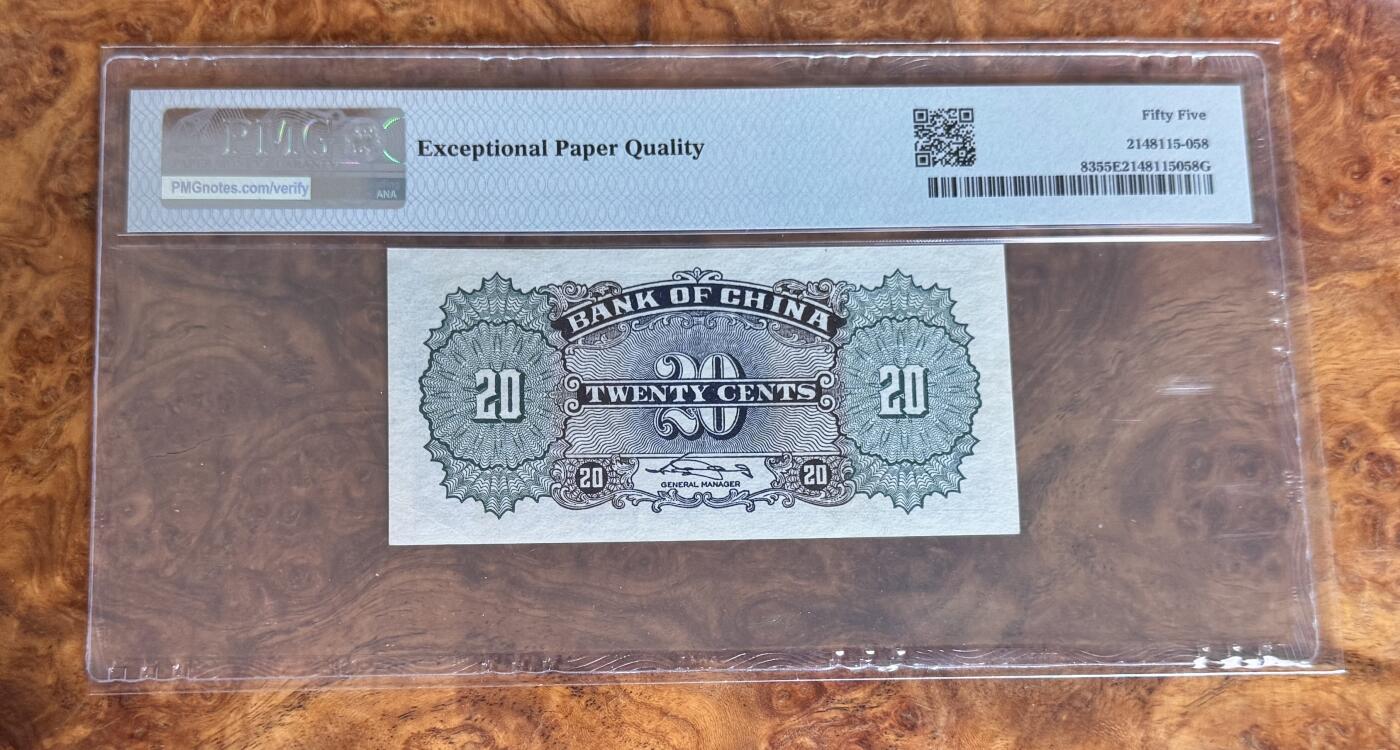 PMG
PMGnotes.com/verify
ANA
Exceptional Paper Quality
Fifty Five
2148115-058
8355E2148115058G
BANK OF CHINA
20
TWENTY CENTS
20
20
20
20
GENERAL MANAGER